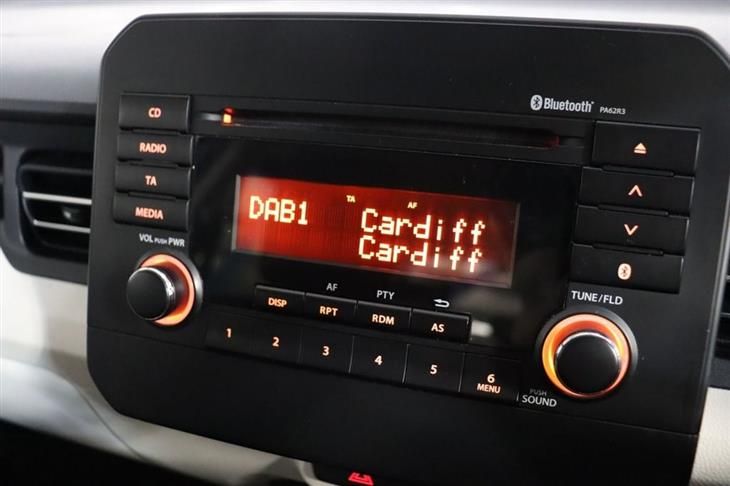 Bluetooth PA62R3
CD
RADIO
TA
MEDIA
VOL PUSH PWR
TA AF
DAB1 Cardiff
Cardiff
AF PTY
DISP RPT RDM AS
1 2 3 4 5 6
MENU
TUNE/FLD
PUSH
SOUND